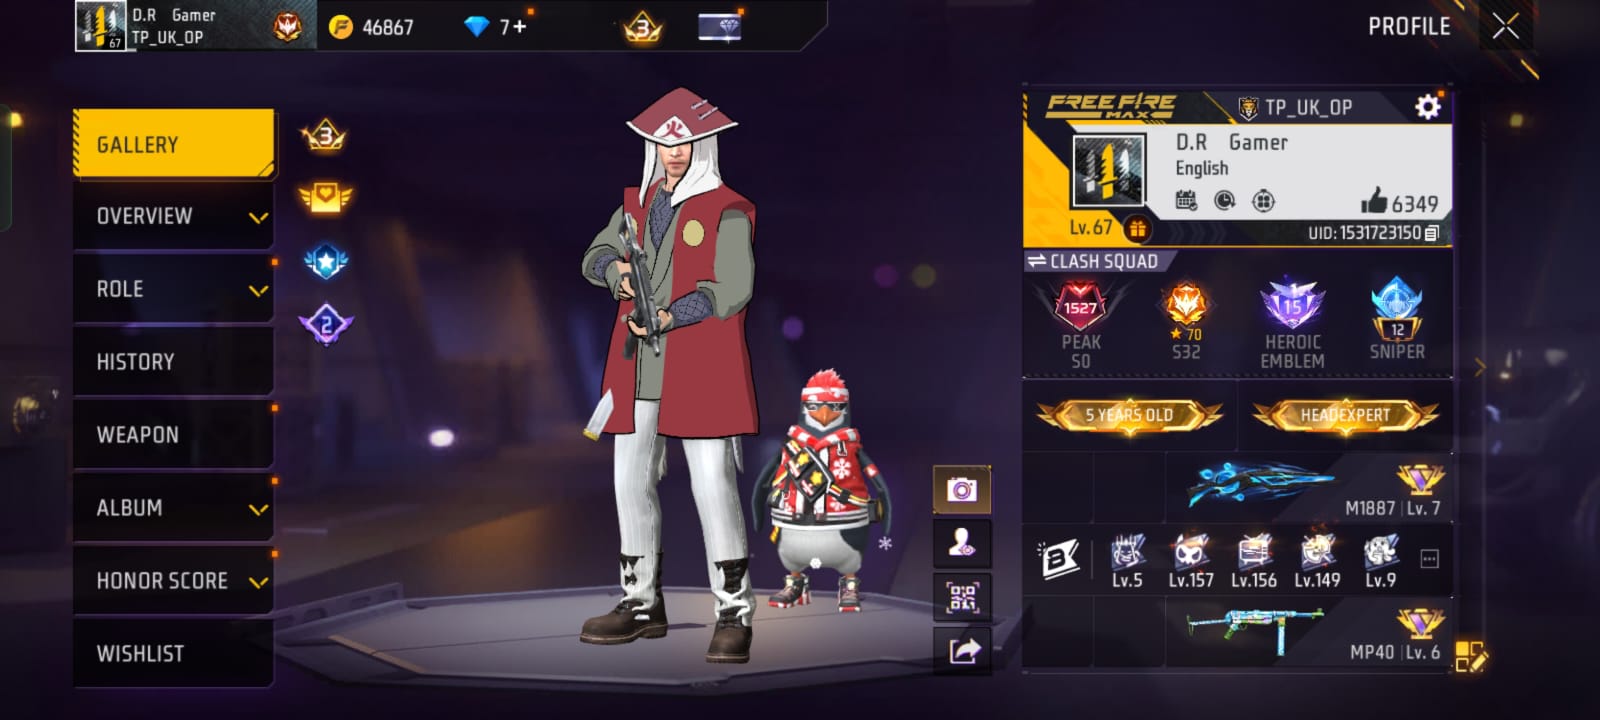 D.R Gamer
TP_UK_OP
67
46867
7+
3
PROFILE
GALLERY
OVERVIEW
ROLE
HISTORY
WEAPON
ALBUM
HONOR SCORE
WISHLIST
3
2
火
FREE FIRE
MAX
TP_UK_OP
D.R Gamer
English
6349
Lv.67
UID: 1531723150
CLASH SQUAD
1527
PEAK
S0
70
S32
15
HEROIC
EMBLEM
12
SNIPER
5 YEARS OLD
HEADEXPERT
M1887 Lv. 7
B
Lv.5
Lv.157
Lv.156
Lv.149
Lv.9
MP40 Lv. 6